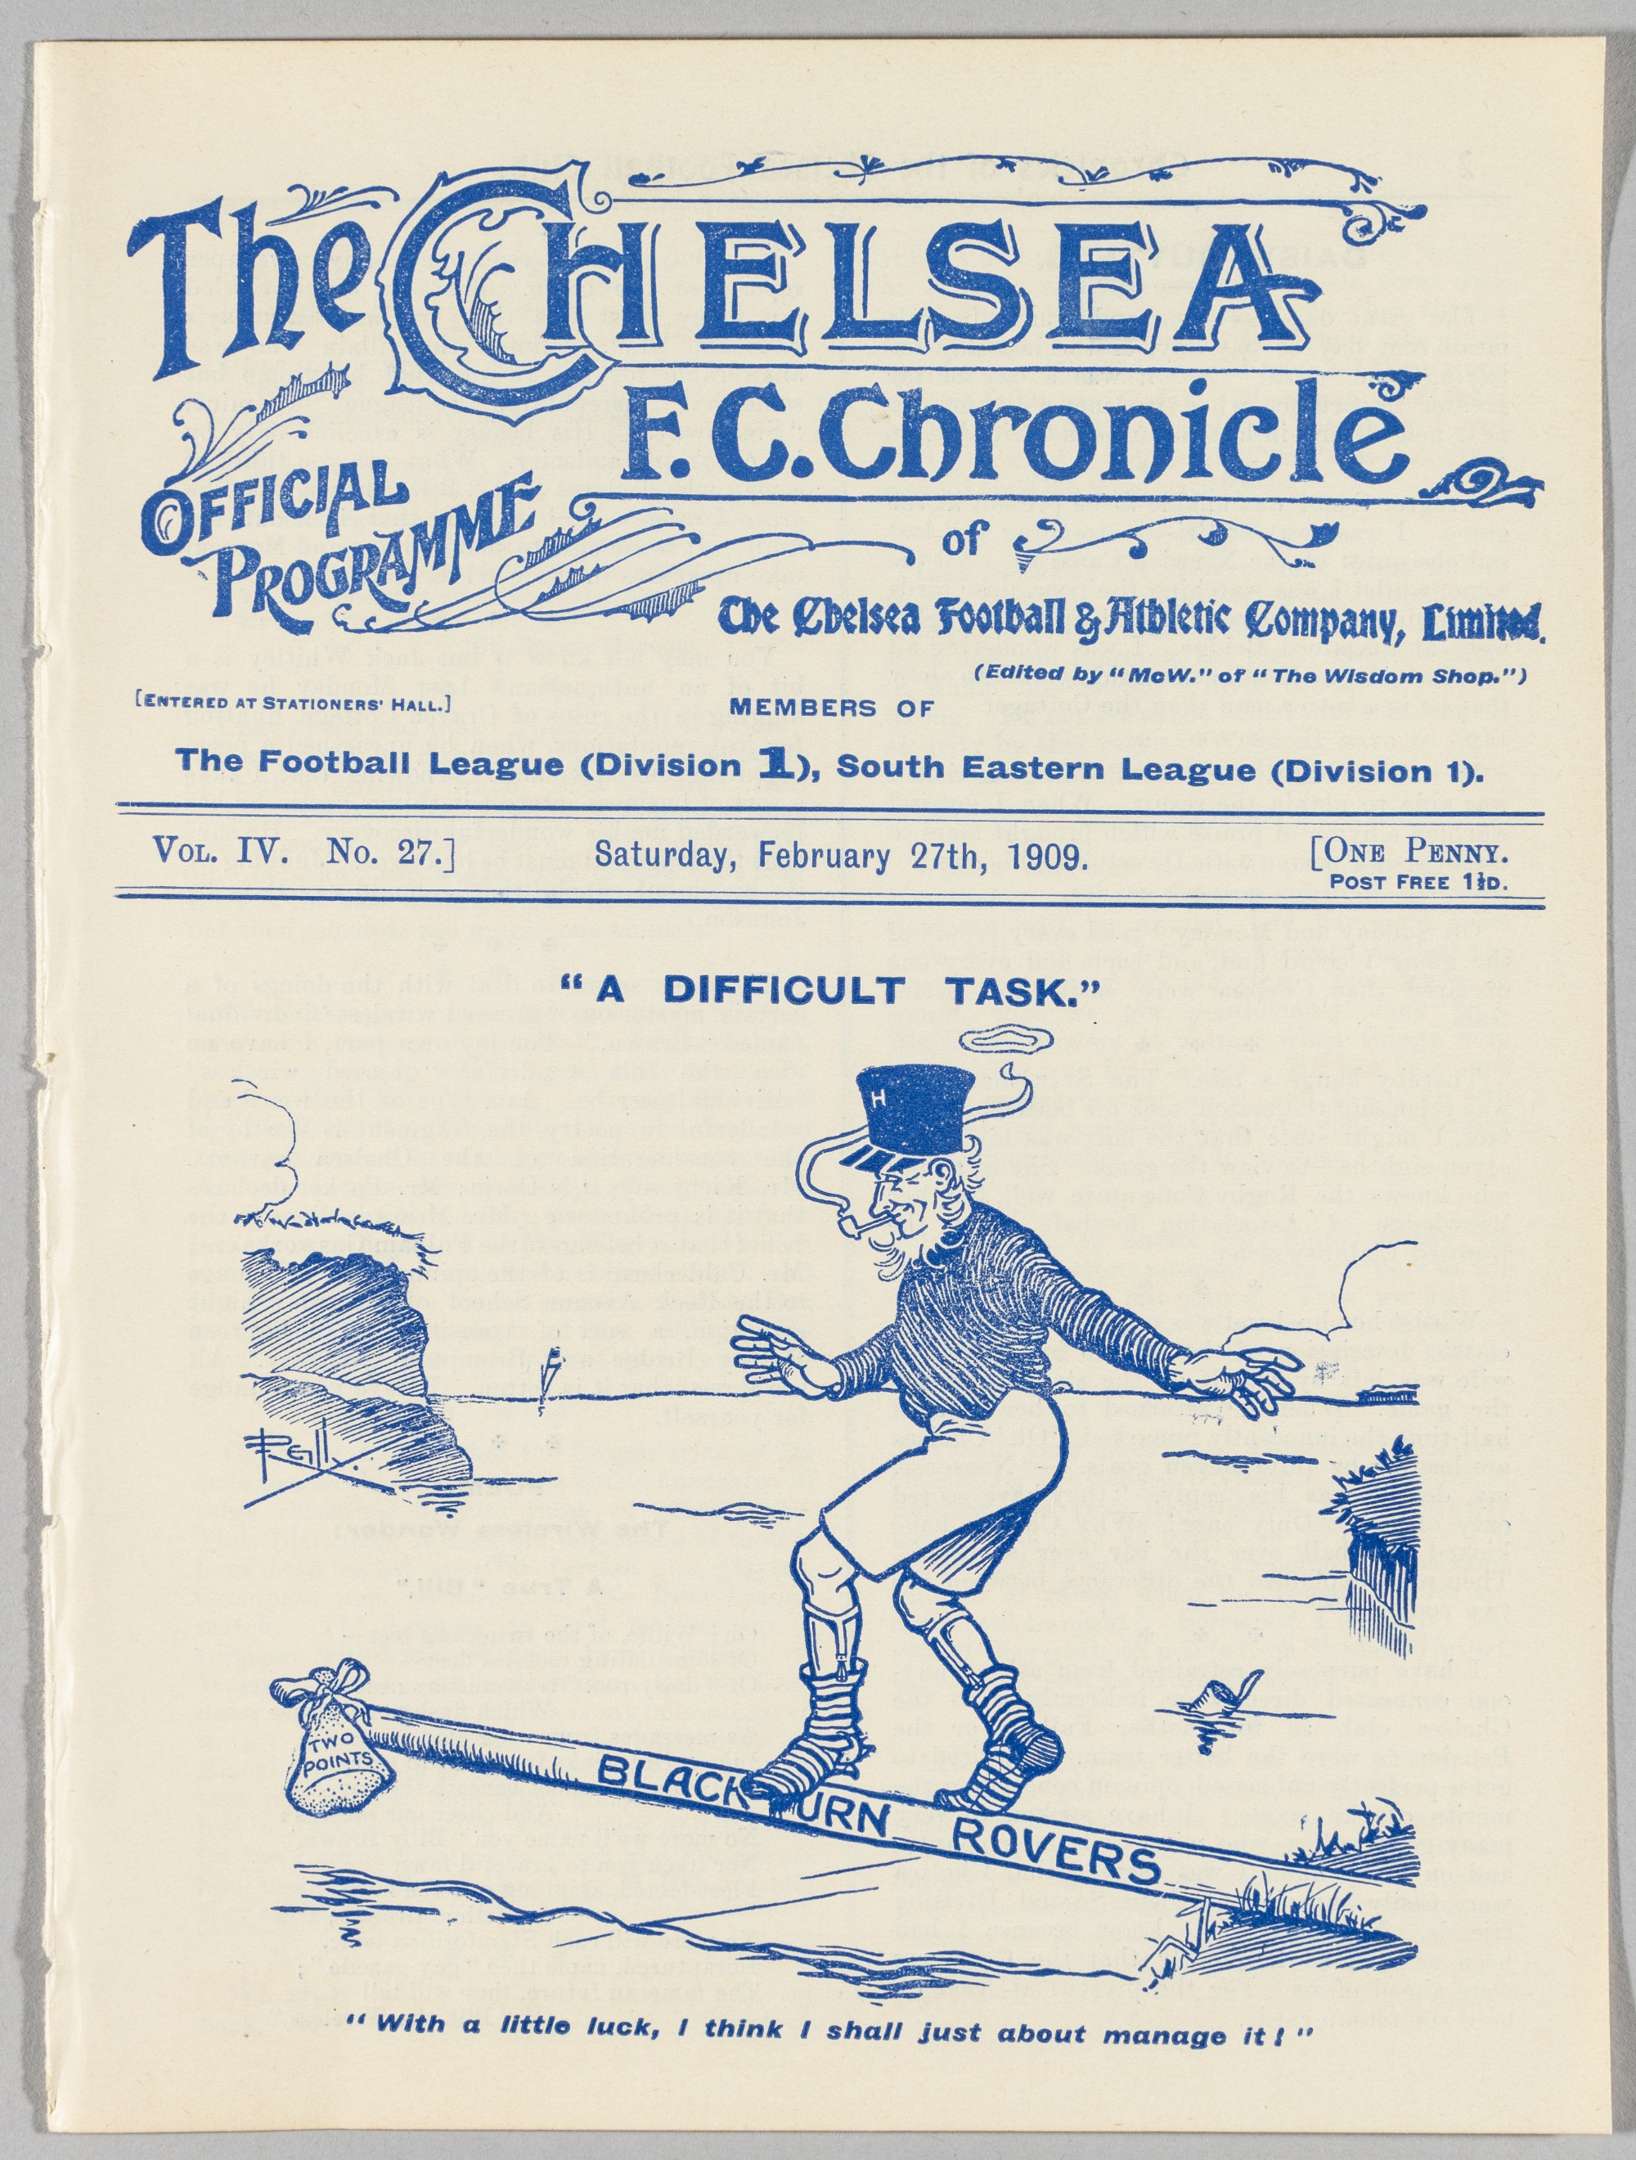 The CHELSEA
F. C. Chronicle
OFFICIAL
PROGRAMME
of
The Chelsea Football & Athletic Company, Limited.
(Edited by "McW." of "The Wisdom Shop.")
[ENTERED AT STATIONERS' HALL.]
MEMBERS OF
The Football League (Division 1), South Eastern League (Division 1).
VOL. IV. No. 27.]
Saturday, February 27th, 1909.
[ONE PENNY.
POST FREE 1½D.
"A DIFFICULT TASK."
H
TWO
POINTS
BLACKBURN ROVERS
"With a little luck, I think I shall just about manage it!"